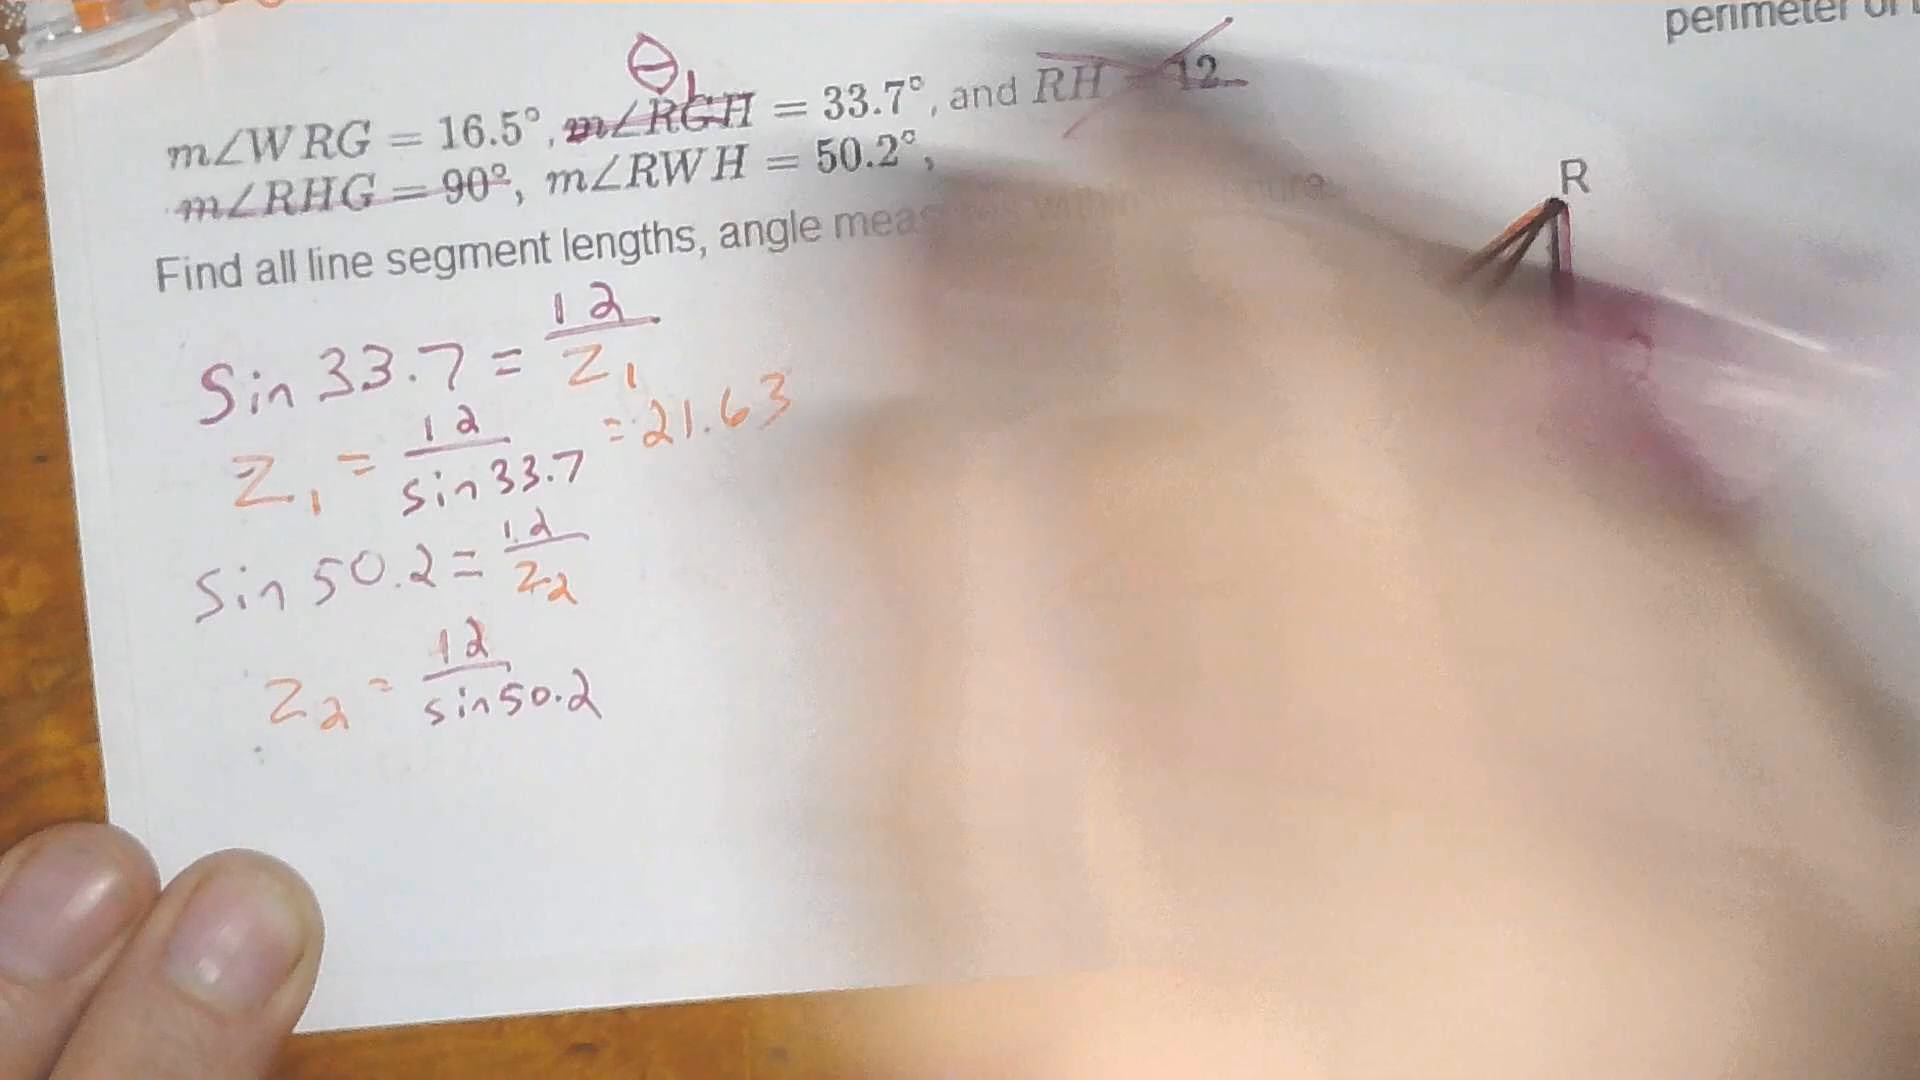 perimeter
θ₁
m∠WRG = 16.5°, m∠RGH = 33.7°, and RH = 12
m∠RHG = 90°, m∠RWH = 50.2°,
Find all line segment lengths, angle
R
Sin 33.7 = 12/Z₁
Z₁ = 12/sin 33.7 = 21.63
Sin 50.2 = 12/Z₂
Z₂ = 12/sin 50.2